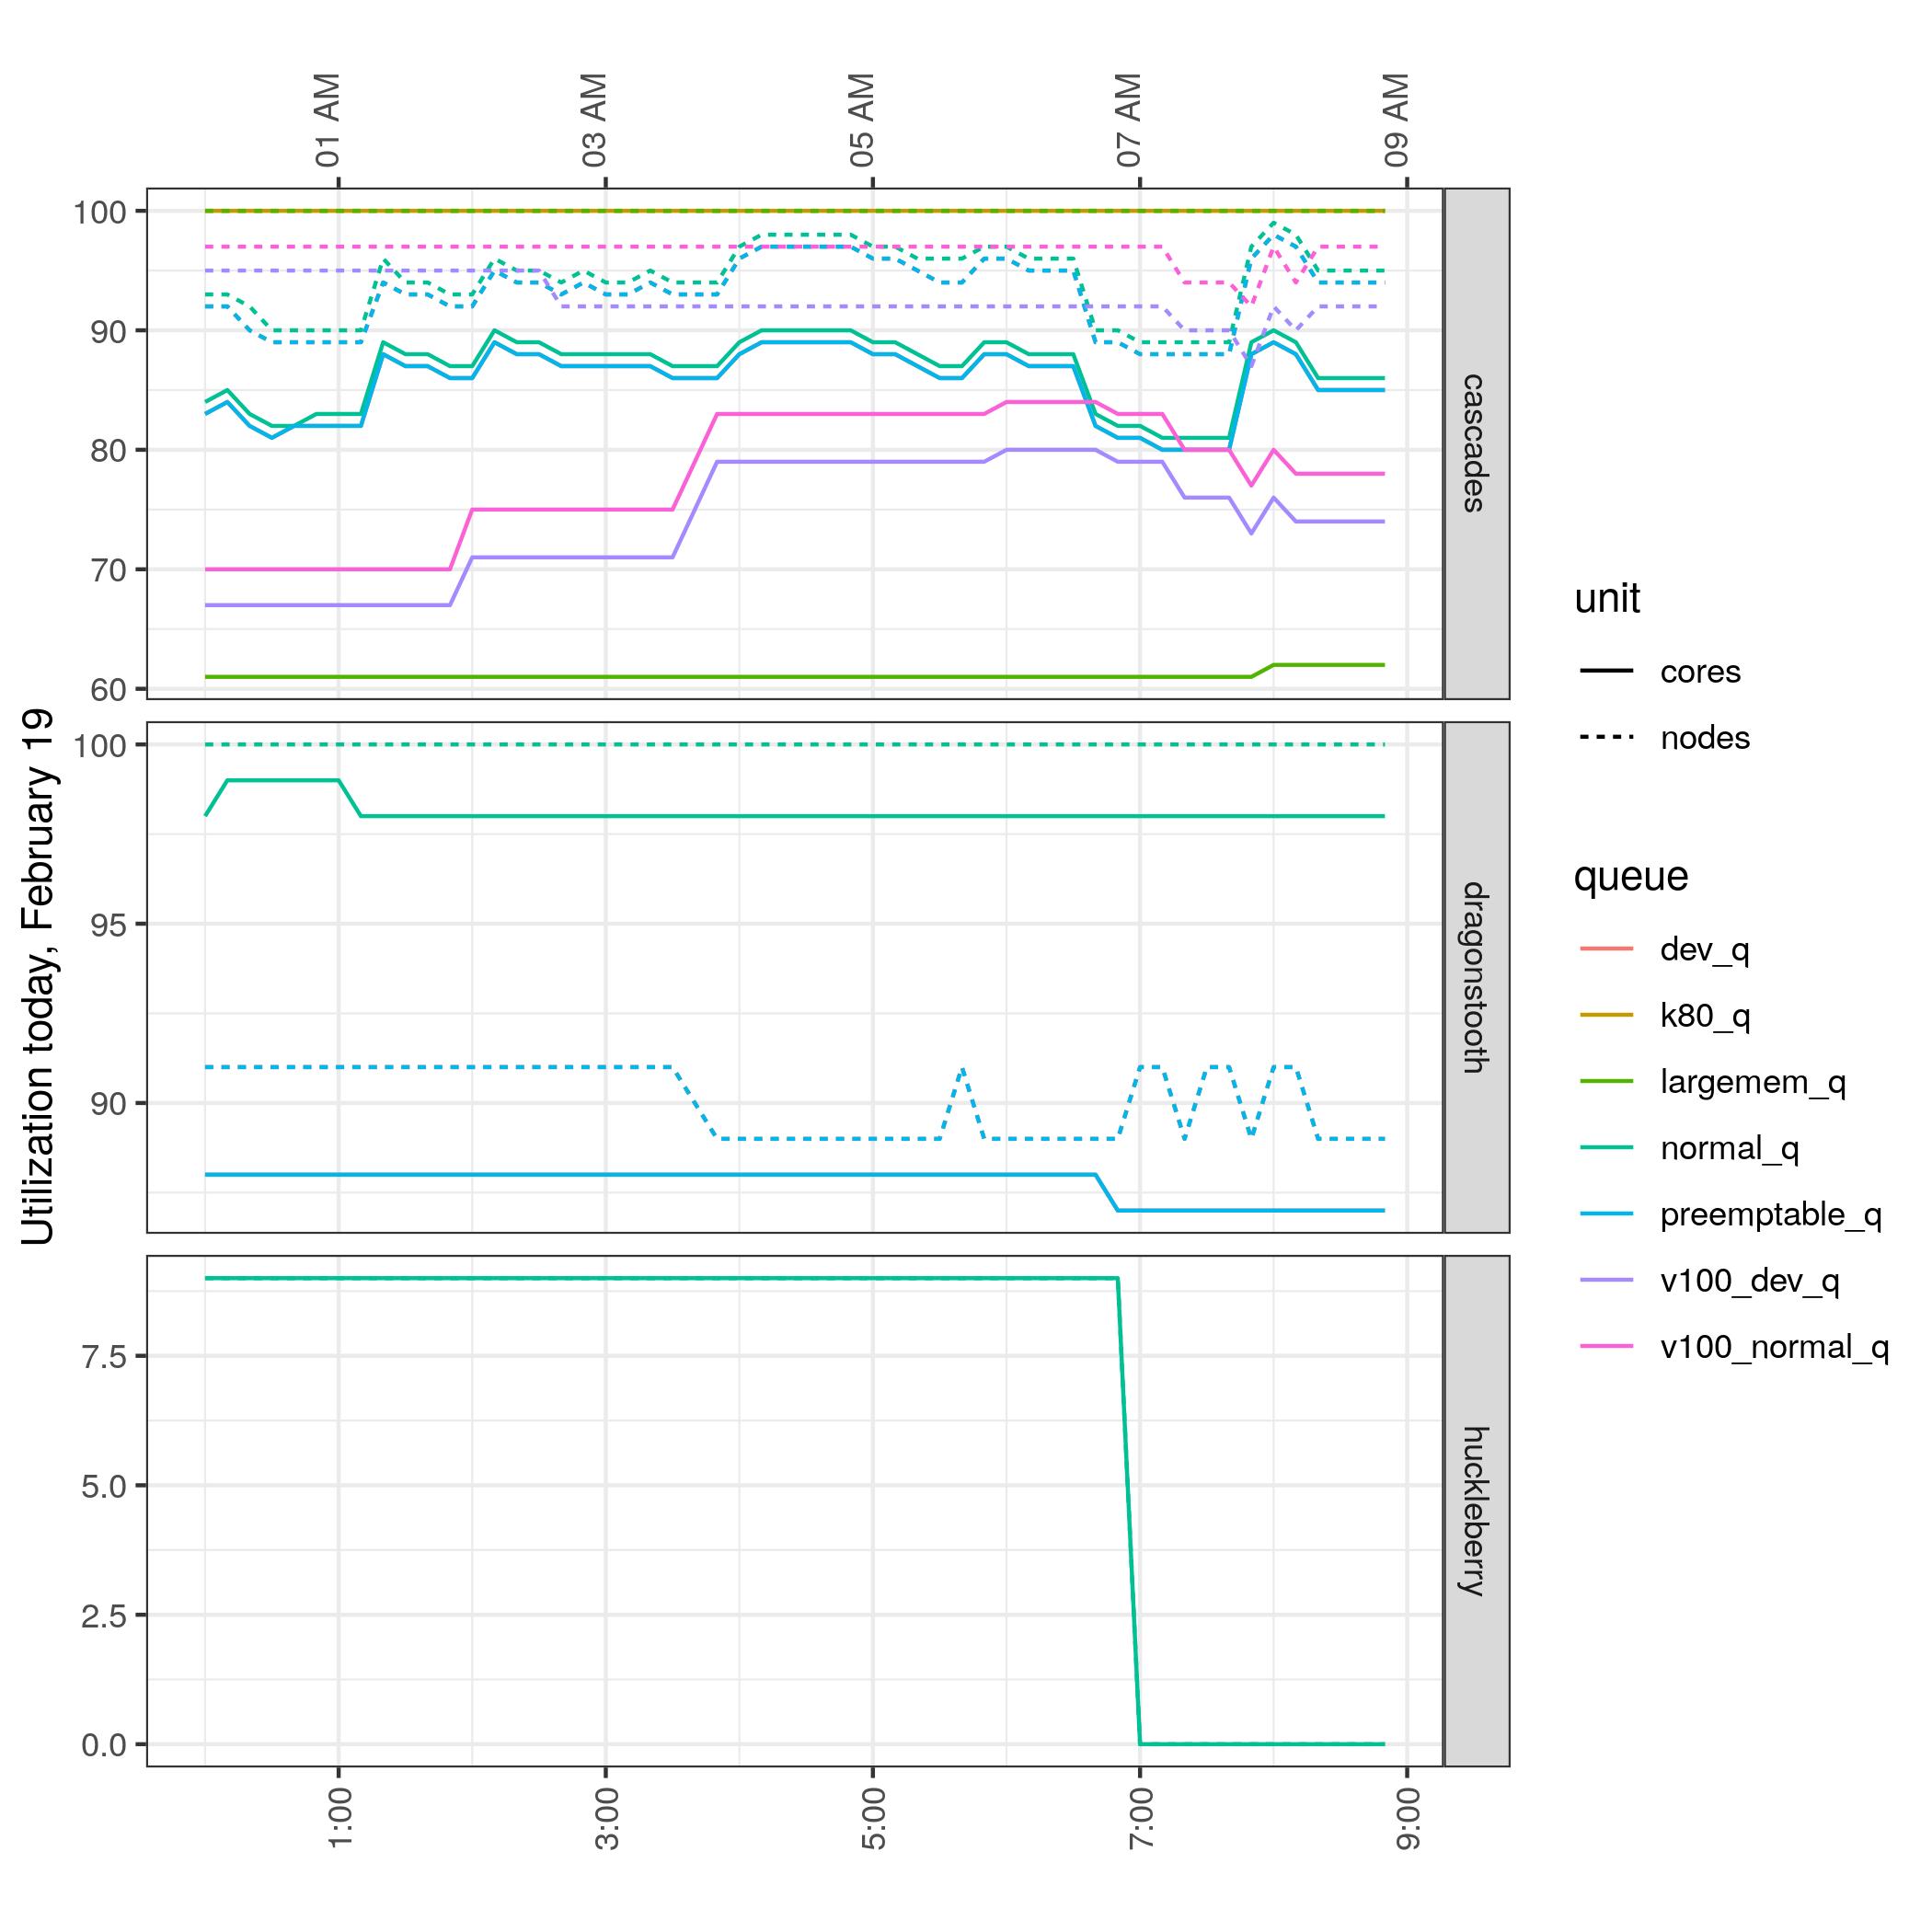 01 AM
03 AM
05 AM
07 AM
09 AM
Utilization today, February 19
100
90
80
70
60
cascades
100
95
90
dragonstooth
7.5
5.0
2.5
0.0
huckleberry
1:00
3:00
5:00
7:00
9:00
unit
cores
nodes
queue
dev_q
k80_q
largemem_q
normal_q
preemptable_q
v100_dev_q
v100_normal_q